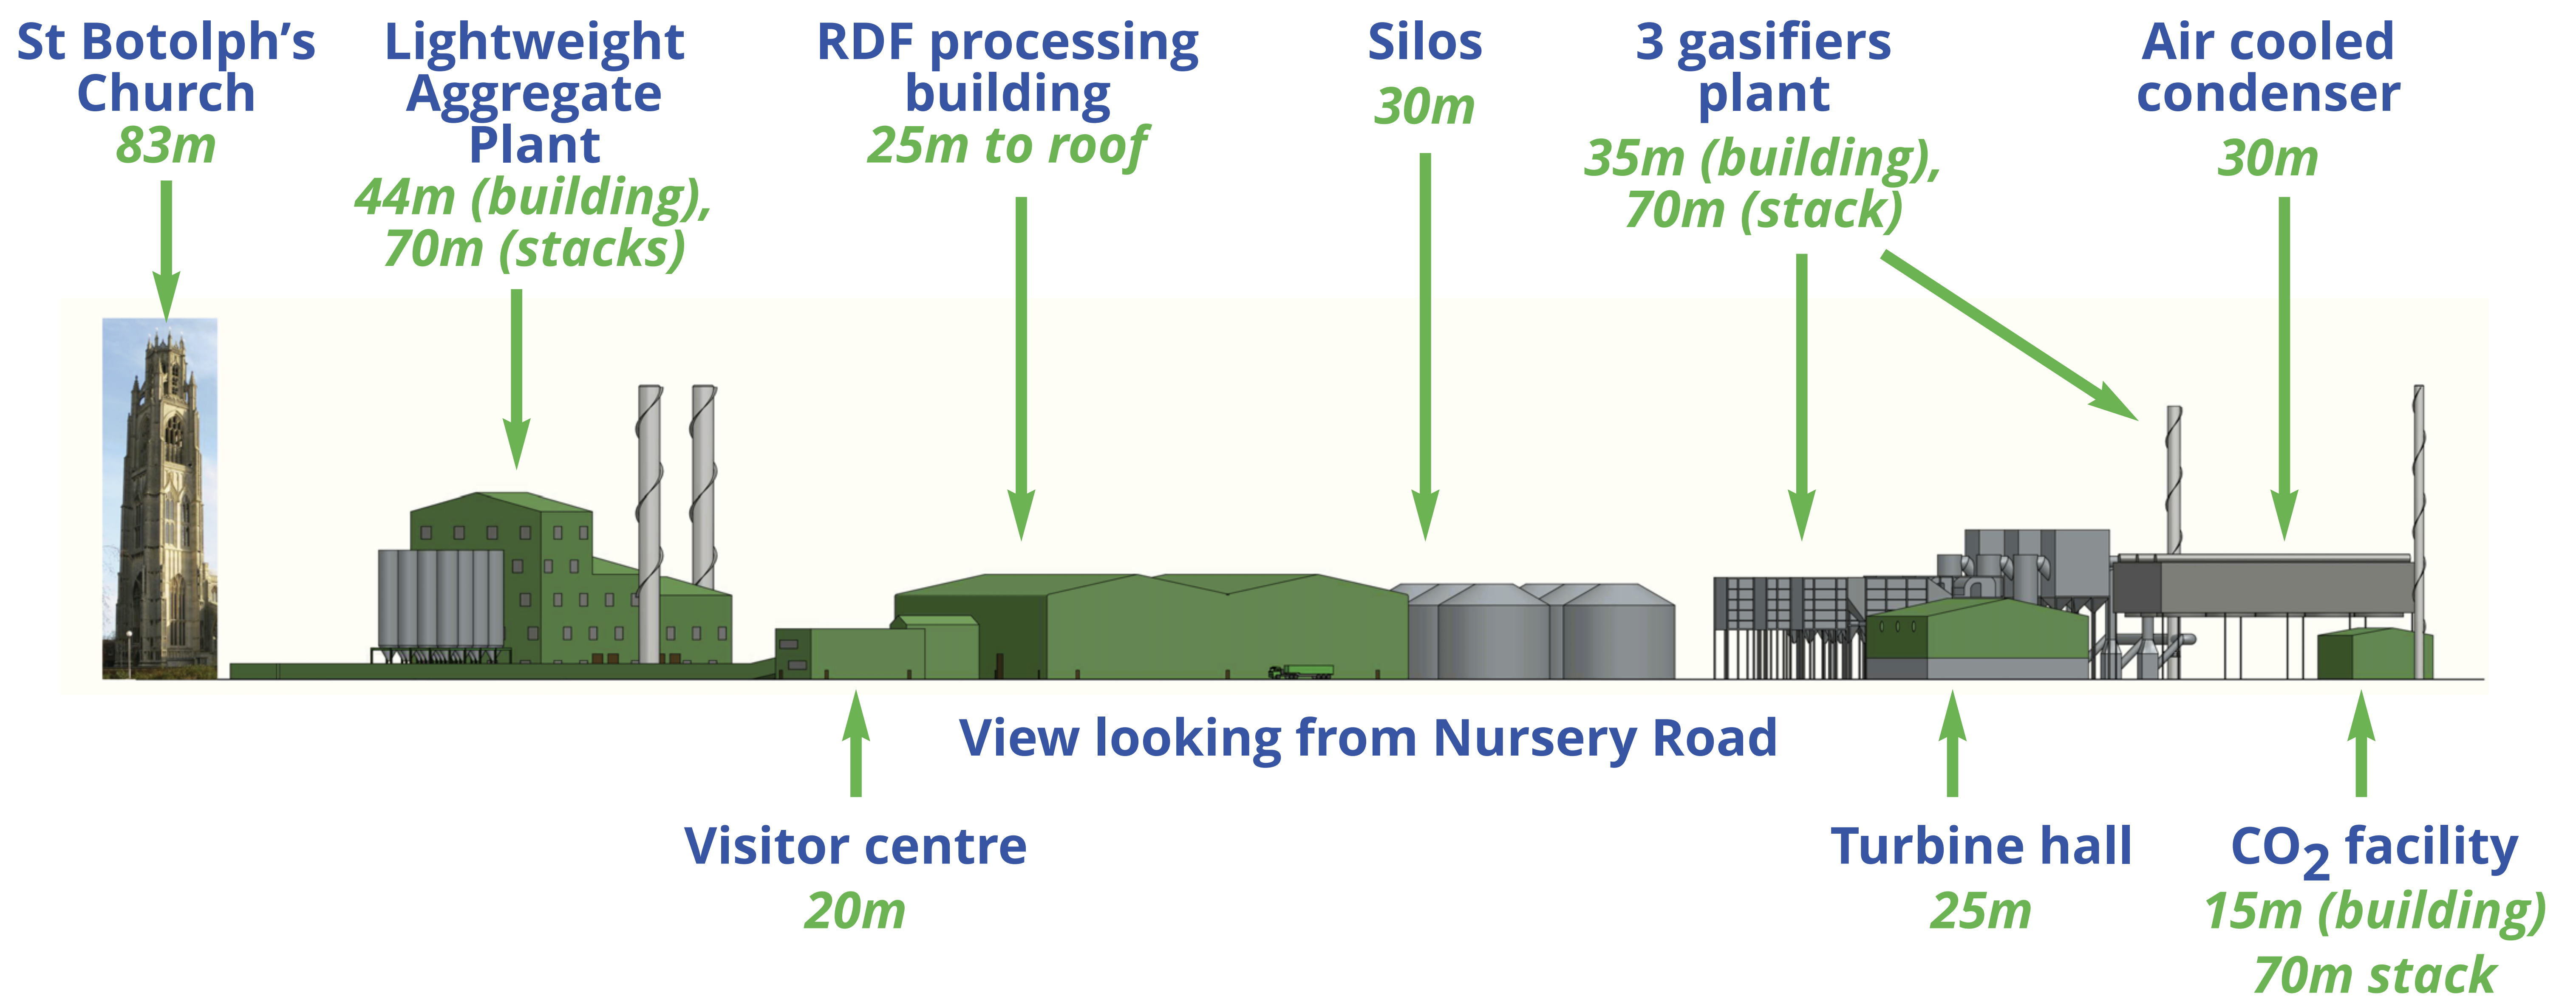 St Botolph’s
Church
83m
Lightweight
Aggregate
Plant
44m (building),
70m (stacks)
RDF processing
building
25m to roof
Silos
30m
3 gasifiers
plant
35m (building),
70m (stack)
Air cooled
condenser
30m
View looking from Nursery Road
Visitor centre
20m
Turbine hall
25m
CO2 facility
15m (building)
70m stack